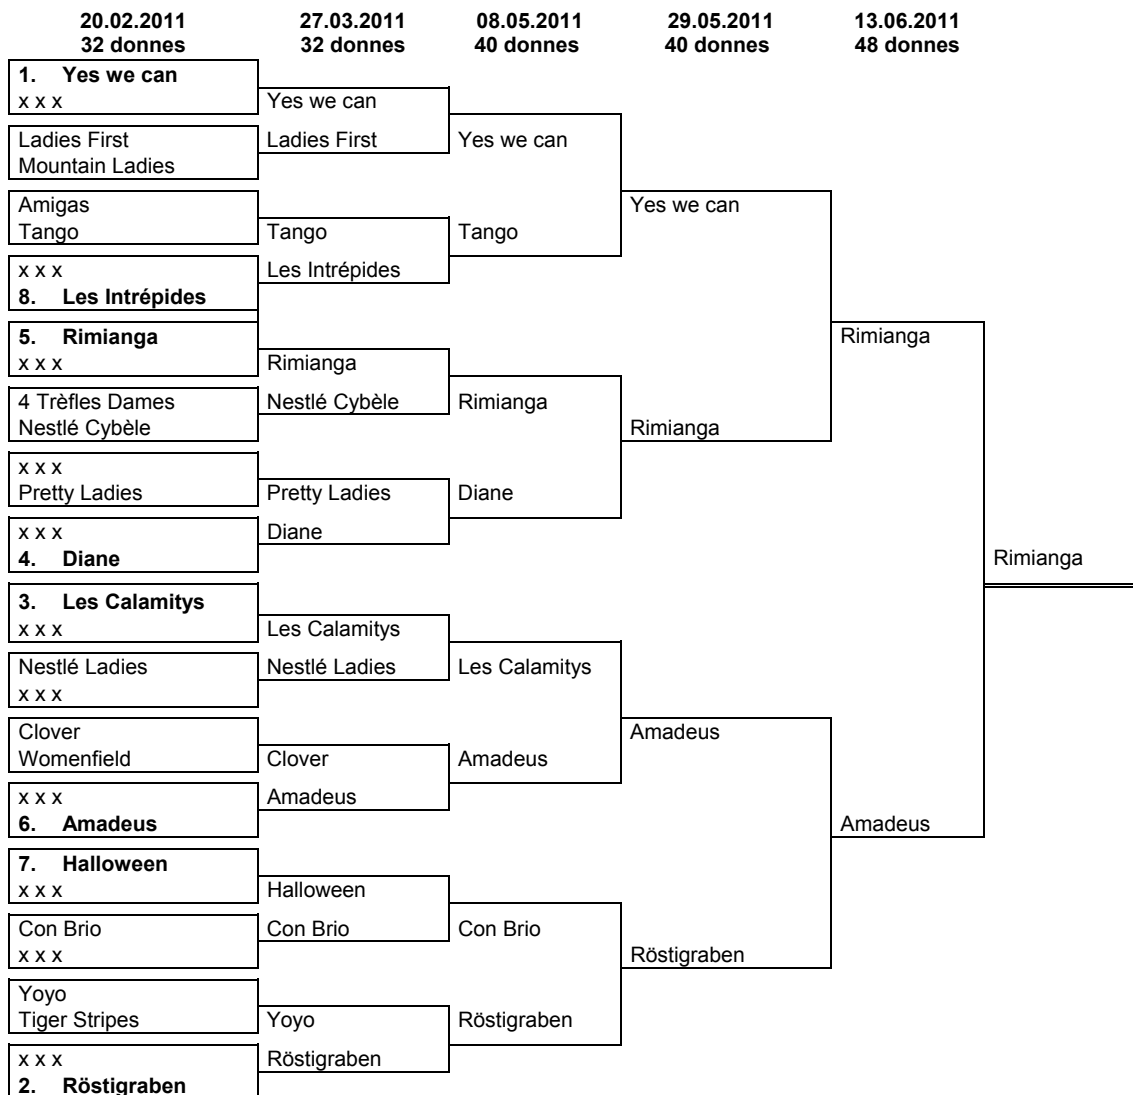 20.02.2011 27.03.2011 08.05.2011 29.05.2011 13.06.2011
32 donnes 32 donnes 40 donnes 40 donnes 48 donnes
1. Yes we can
x x x Yes we can
Ladies First Ladies First Yes we can
Mountain Ladies
Amigas Yes we can
Tango Tango Tango
x x x Les Intrépides
8. Les Intrépides
5. Rimianga Rimianga
x x x Rimianga
4 Trèfles Dames Nestlé Cybèle Rimianga
Nestlé Cybèle Rimianga
x x x
Pretty Ladies Pretty Ladies Diane
x x x Diane
4. Diane Rimianga
3. Les Calamitys
x x x Les Calamitys
Nestlé Ladies Nestlé Ladies Les Calamitys
x x x
Clover Amadeus
Womenfield Clover Amadeus
x x x Amadeus
6. Amadeus Amadeus
7. Halloween
x x x Halloween
Con Brio Con Brio Con Brio
x x x Röstigraben
Yoyo
Tiger Stripes Yoyo Röstigraben
x x x Röstigraben
2. Röstigraben